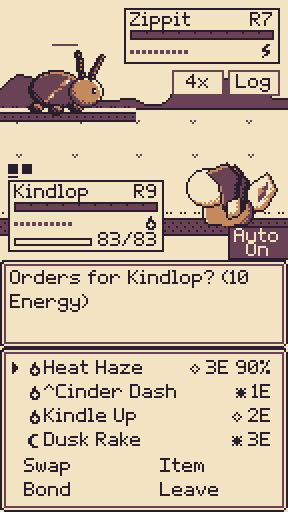 Zippit R7
4x Log
Kindlop R9
83/83
Auto
On
Orders for Kindlop? (10
Energy)
Heat Haze 3E 90%
^Cinder Dash 1E
Kindle Up 2E
Dusk Rake 3E
Swap Item
Bond Leave